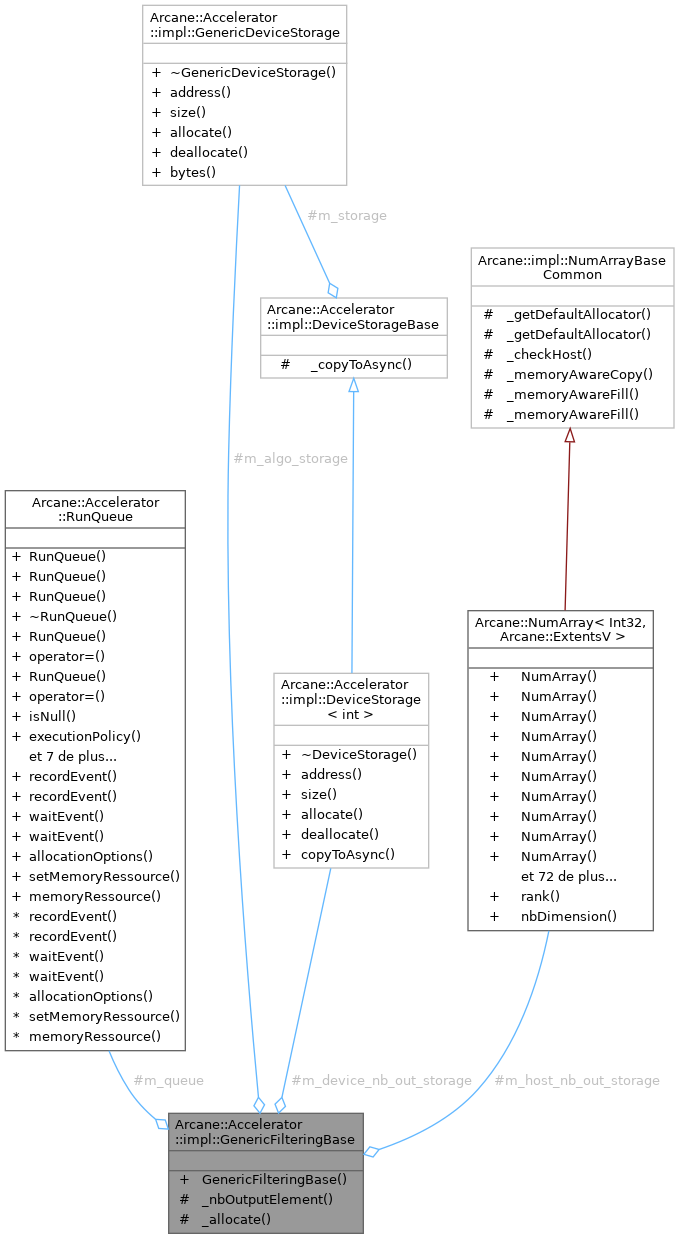 Arcane::Accelerator
::impl::GenericDeviceStorage
+ ~GenericDeviceStorage()
+ address()
+ size()
+ allocate()
+ deallocate()
+ bytes()
#m_storage
Arcane::Accelerator
::impl::DeviceStorageBase
# _copyToAsync()
Arcane::impl::NumArrayBase
Common
# _getDefaultAllocator()
# _getDefaultAllocator()
# _checkHost()
# _memoryAwareCopy()
# _memoryAwareFill()
# _memoryAwareFill()
#m_algo_storage
Arcane::Accelerator
::RunQueue
+ RunQueue()
+ RunQueue()
+ RunQueue()
+ ~RunQueue()
+ RunQueue()
+ operator=()
+ RunQueue()
+ operator=()
+ isNull()
+ executionPolicy()
et 7 de plus...
+ recordEvent()
+ recordEvent()
+ waitEvent()
+ waitEvent()
+ allocationOptions()
+ setMemoryRessource()
+ memoryRessource()
* recordEvent()
* recordEvent()
* waitEvent()
* waitEvent()
* allocationOptions()
* setMemoryRessource()
* memoryRessource()
Arcane::Accelerator
::impl::DeviceStorage
< int >
+ ~DeviceStorage()
+ address()
+ size()
+ allocate()
+ deallocate()
+ copyToAsync()
Arcane::NumArray< Int32,
Arcane::ExtentsV >
+ NumArray()
+ NumArray()
+ NumArray()
+ NumArray()
+ NumArray()
+ NumArray()
+ NumArray()
+ NumArray()
+ NumArray()
+ NumArray()
et 72 de plus...
+ rank()
+ nbDimension()
#m_queue
#m_device_nb_out_storage
#m_host_nb_out_storage
Arcane::Accelerator
::impl::GenericFilteringBase
+ GenericFilteringBase()
# _nbOutputElement()
# _allocate()